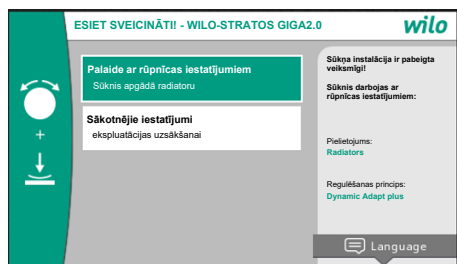 ESIET SVEICINĀTI! - WILO-STRATOS GIGA2.0
wilo
Palaide ar rūpnīcas iestatījumiem
Sūknis apgādā radiatoru
Sākotnējie iestatījumi
ekspluatācijas uzsākšanai
+
Sūkņa instalācija ir pabeigta
veiksmīgi!
Sūknis darbojas ar
rūpnīcas iestatījumiem:
Pielietojums:
Radiators
Regulēšanas princips:
Dynamic Adapt plus
Language